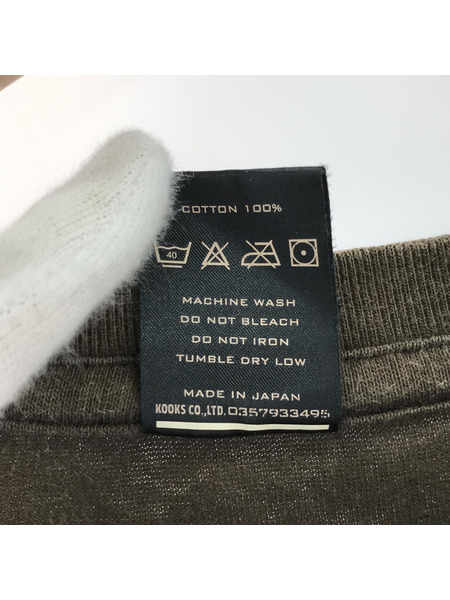 COTTON 100%
40
MACHINE WASH
DO NOT BLEACH
DO NOT IRON
TUMBLE DRY LOW
MADE IN JAPAN
KOOKS CO.,LTD. 0357933495